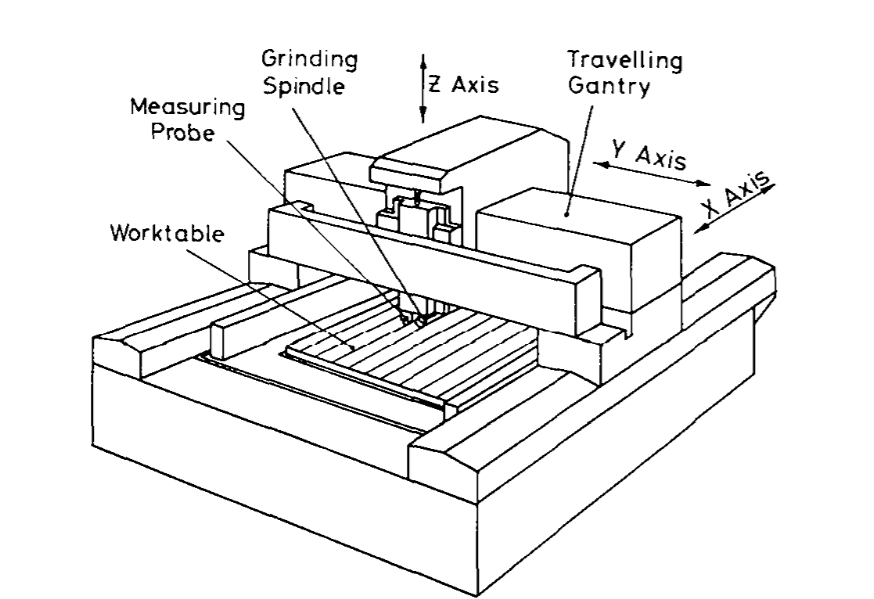 Grinding
Spindle
Z Axis
Travelling
Gantry
Measuring
Probe
Y Axis
X Axis
Worktable